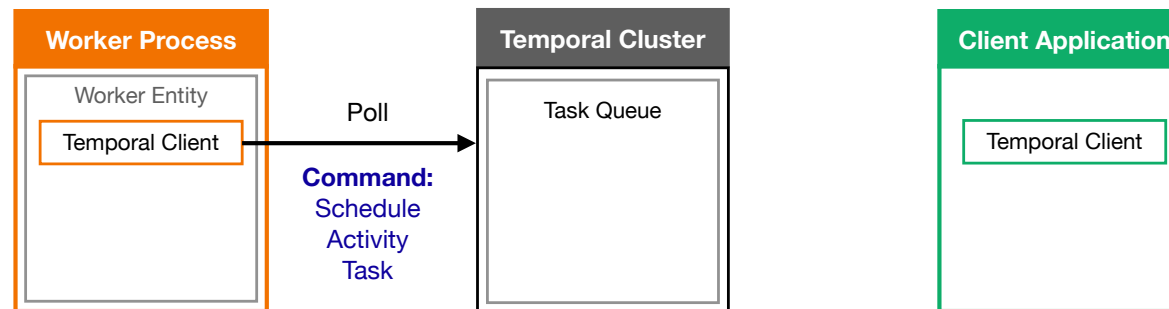 Worker Process
Worker Entity
Temporal Client
Poll
Command:
Schedule
Activity
Task
Temporal Cluster
Task Queue
Client Application
Temporal Client